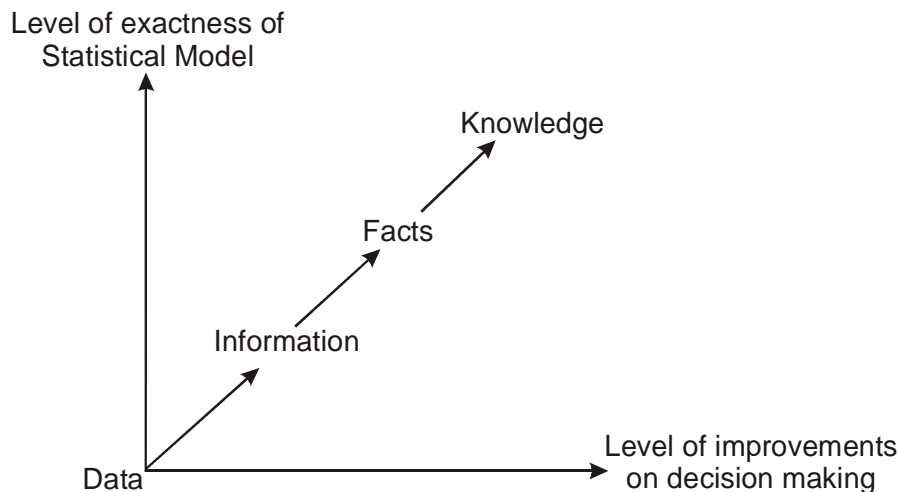 Level of exactness of
Statistical Model
Knowledge
Facts
Information
Data
Level of improvements
on decision making